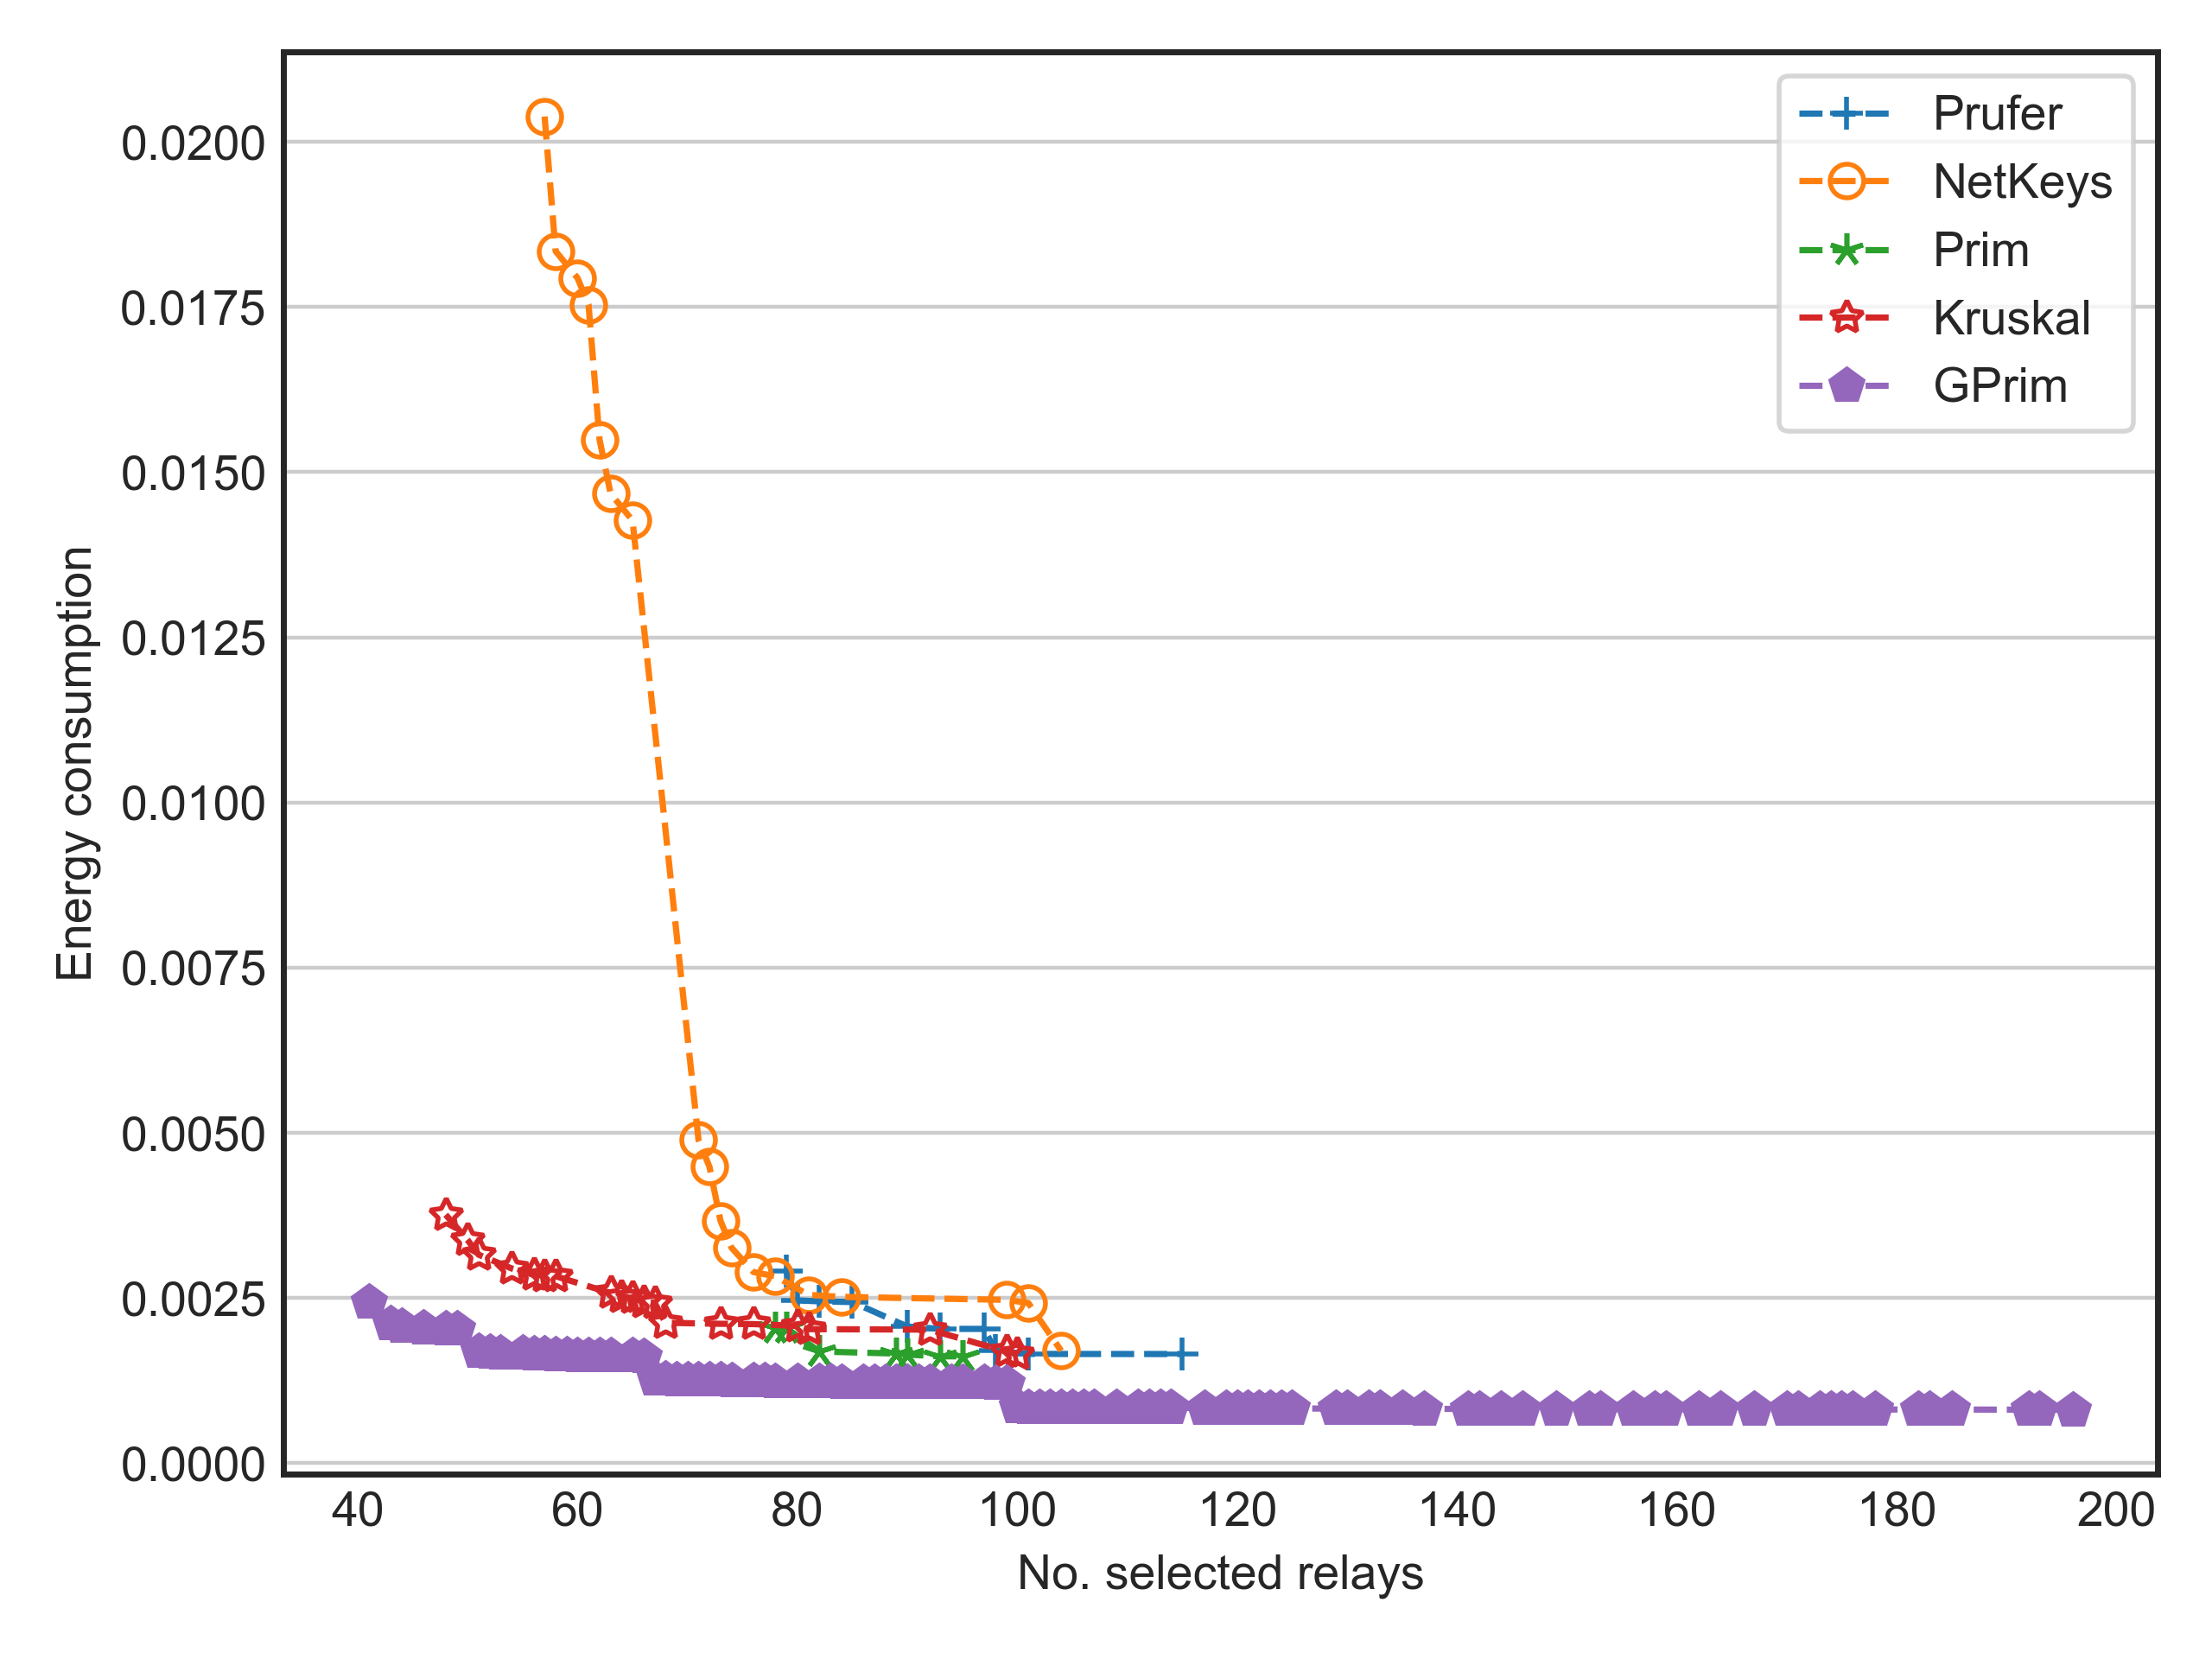 Energy consumption
0.0200
0.0175
0.0150
0.0125
0.0100
0.0075
0.0050
0.0025
0.0000
Prufer
NetKeys
Prim
Kruskal
GPrim
40 60 80 100 120 140 160 180 200
No. selected relays